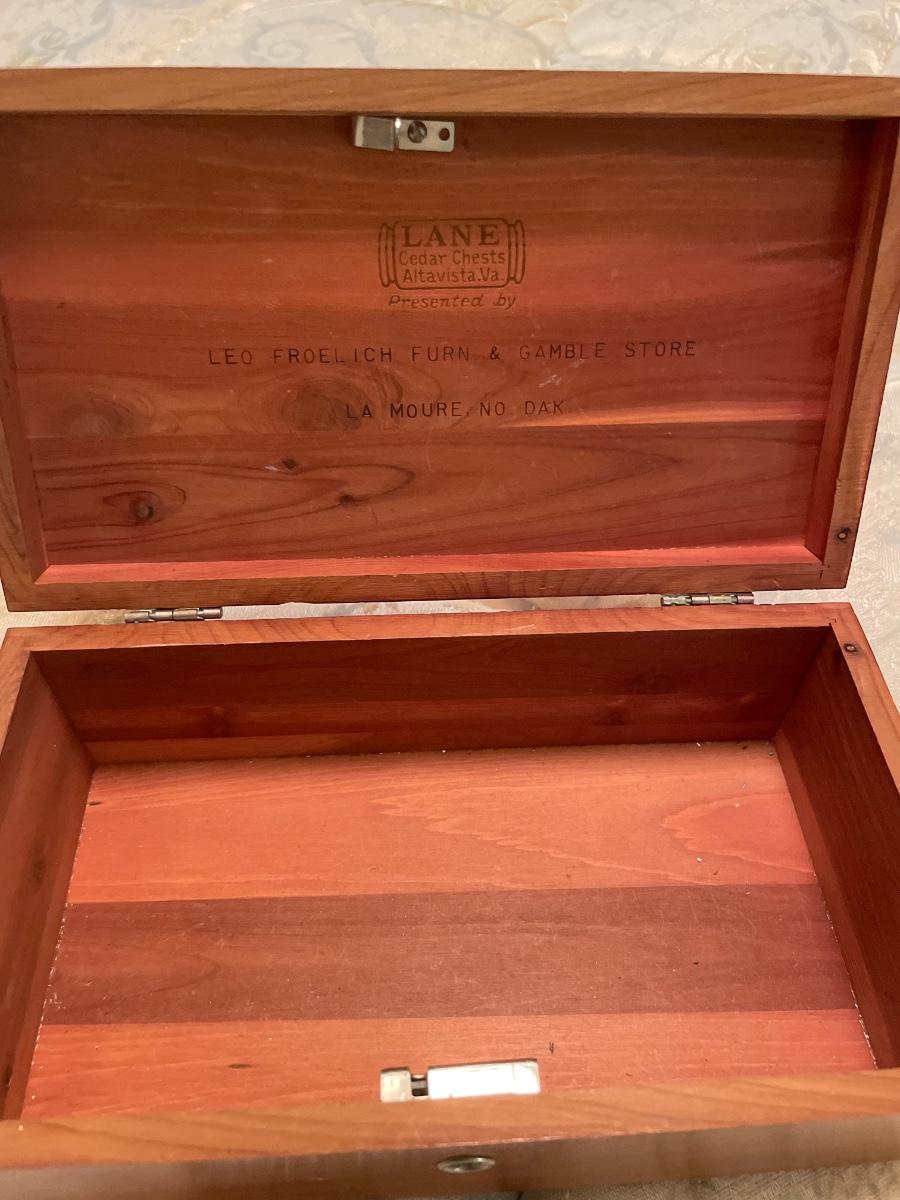 LANE
Cedar Chests
Altavista.Va.
Presented by
LEO FROELICH FURN & GAMBLE STORE
LA MOURE, NO DAK